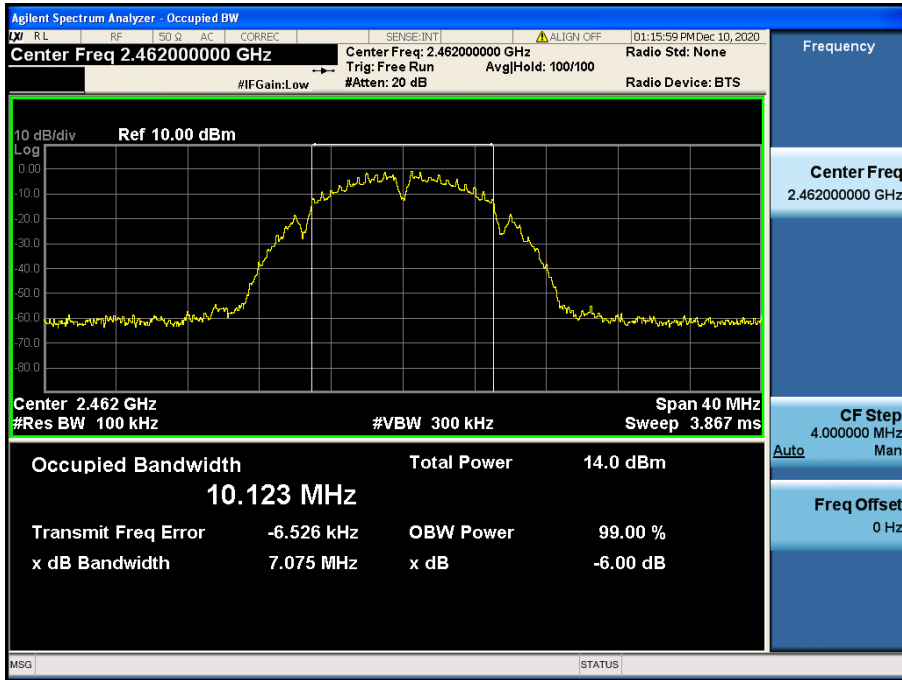 Agilent Spectrum Analyzer - Occupied BW
LXI RL RF 50 Ω AC CORREC SENSE:INT ALIGN OFF 01:15:59 PM Dec 10, 2020
Center Freq 2.462000000 GHz
Center Freq: 2.462000000 GHz Radio Std: None
Trig: Free Run Avg|Hold: 100/100
#IFGain:Low #Atten: 20 dB Radio Device: BTS
Frequency
10 dB/div Ref 10.00 dBm
Log
0.00
-10.0
-20.0
-30.0
-40.0
-50.0
-60.0
-70.0
-80.0
Center 2.462 GHz Span 40 MHz
#Res BW 100 kHz #VBW 300 kHz Sweep 3.867 ms
Center Freq
2.462000000 GHz
CF Step
4.000000 MHz
Auto Man
Freq Offset
0 Hz
Occupied Bandwidth Total Power 14.0 dBm
10.123 MHz
Transmit Freq Error -6.526 kHz OBW Power 99.00 %
x dB Bandwidth 7.075 MHz x dB -6.00 dB
MSG STATUS